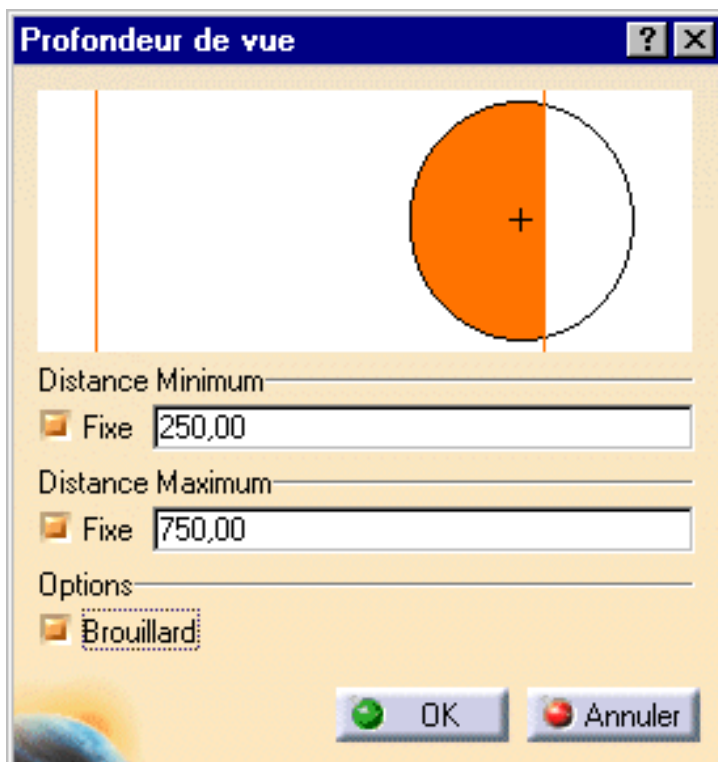 Profondeur de vue
Distance Minimum
Fixe 250,00
Distance Maximum
Fixe 750,00
Options
Brouillard
OK Annuler